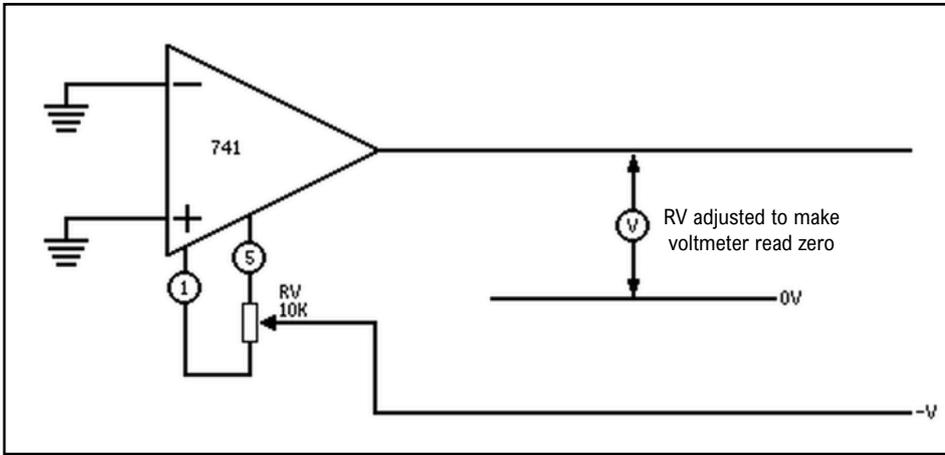 −
741
+
5
1
RV
10K
V
RV adjusted to make
voltmeter read zero
0V
-V